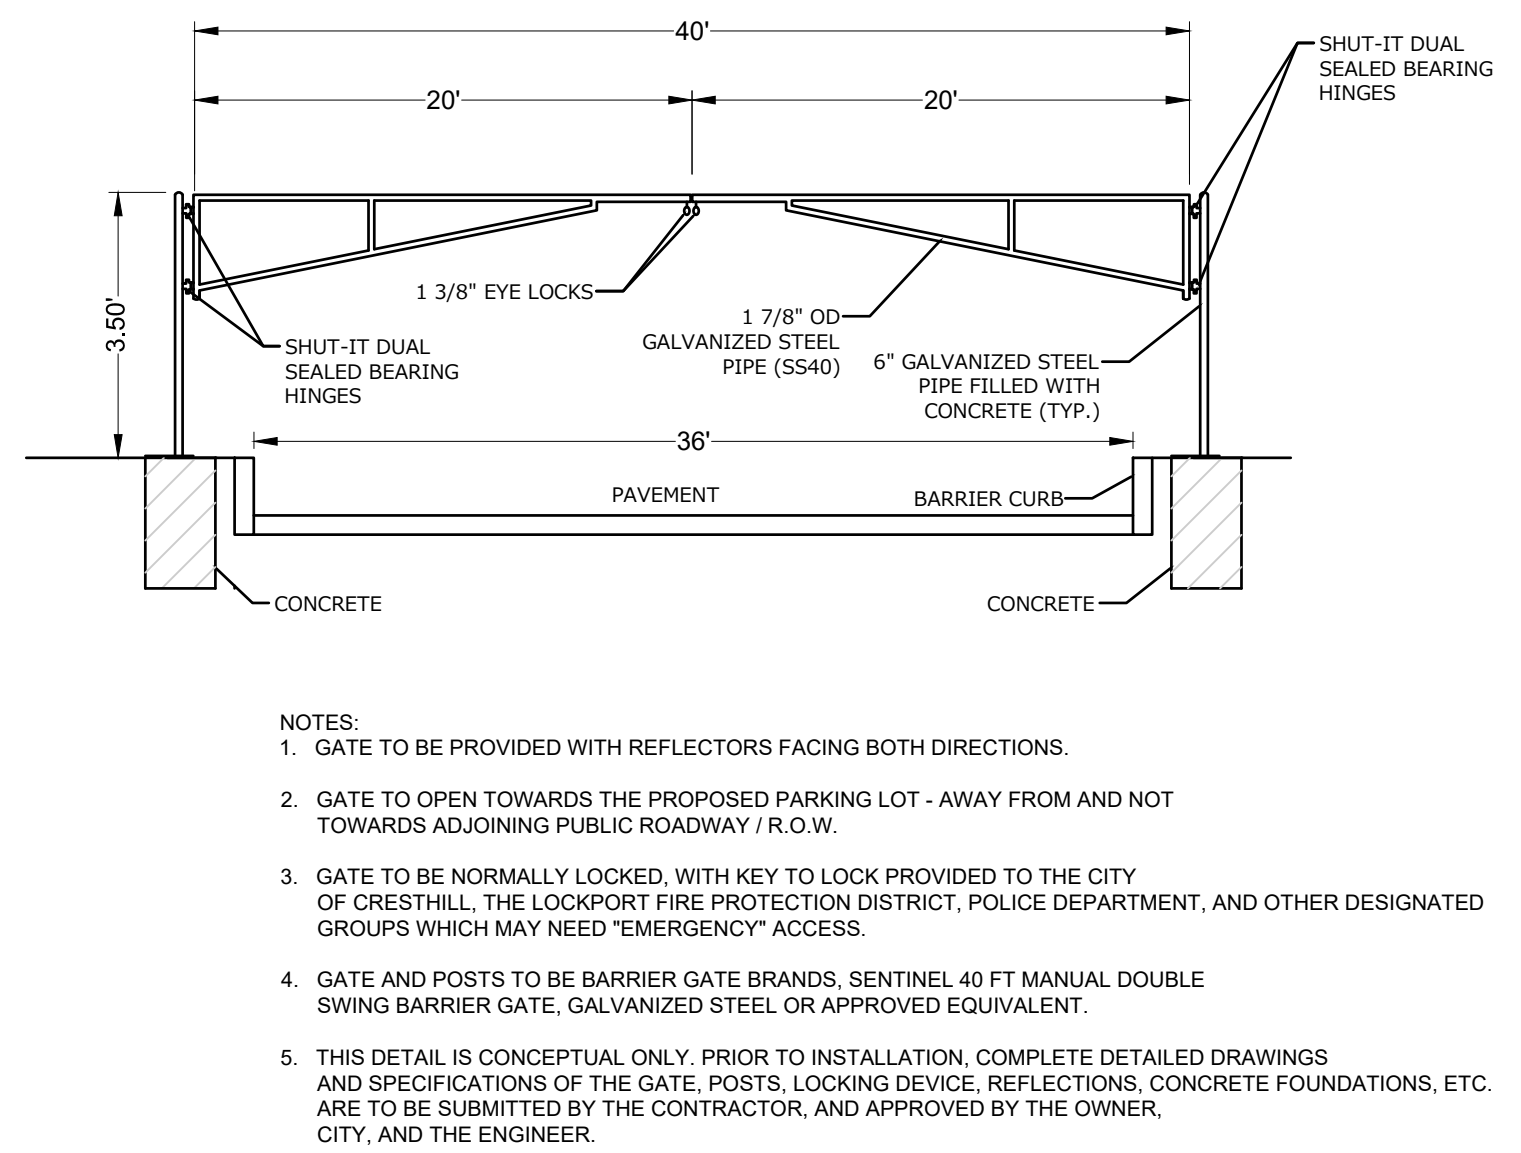 40'
20'
20'
SHUT-IT DUAL
SEALED BEARING
HINGES
1 3/8" EYE LOCKS
3.50'
SHUT-IT DUAL
SEALED BEARING
HINGES
1 7/8" OD
GALVANIZED STEEL
PIPE (SS40)
6" GALVANIZED STEEL
PIPE FILLED WITH
CONCRETE (TYP.)
36'
PAVEMENT
BARRIER CURB
CONCRETE
CONCRETE
NOTES:
1. GATE TO BE PROVIDED WITH REFLECTORS FACING BOTH DIRECTIONS.
2. GATE TO OPEN TOWARDS THE PROPOSED PARKING LOT - AWAY FROM AND NOT
TOWARDS ADJOINING PUBLIC ROADWAY / R.O.W.
3. GATE TO BE NORMALLY LOCKED, WITH KEY TO LOCK PROVIDED TO THE CITY
OF CRESTHILL, THE LOCKPORT FIRE PROTECTION DISTRICT, POLICE DEPARTMENT, AND OTHER DESIGNATED
GROUPS WHICH MAY NEED "EMERGENCY" ACCESS.
4. GATE AND POSTS TO BE BARRIER GATE BRANDS, SENTINEL 40 FT MANUAL DOUBLE
SWING BARRIER GATE, GALVANIZED STEEL OR APPROVED EQUIVALENT.
5. THIS DETAIL IS CONCEPTUAL ONLY. PRIOR TO INSTALLATION, COMPLETE DETAILED DRAWINGS
AND SPECIFICATIONS OF THE GATE, POSTS, LOCKING DEVICE, REFLECTIONS, CONCRETE FOUNDATIONS, ETC.
ARE TO BE SUBMITTED BY THE CONTRACTOR, AND APPROVED BY THE OWNER,
CITY, AND THE ENGINEER.